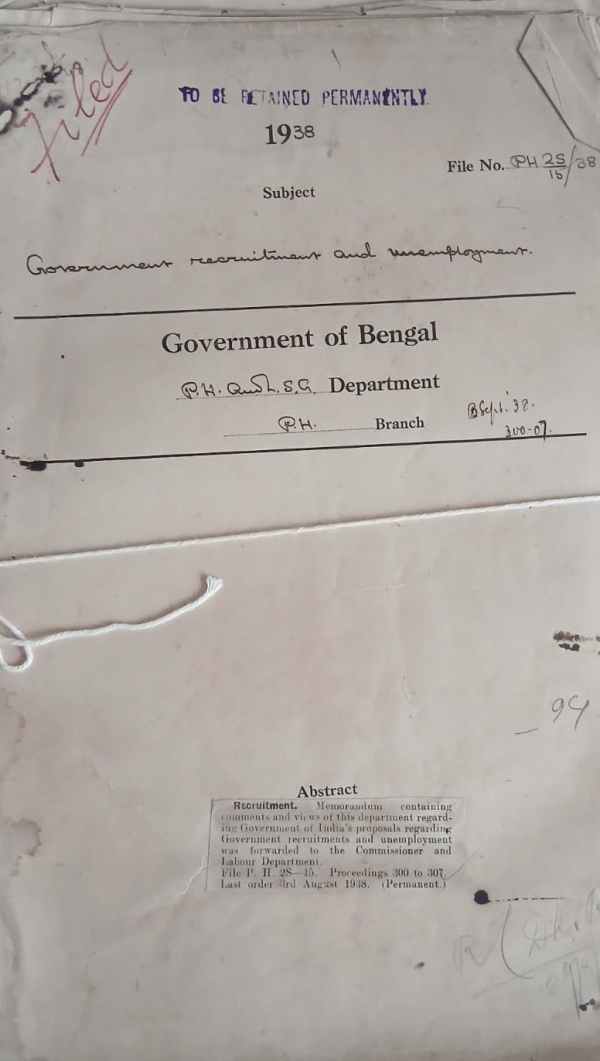 Filed
TO BE RETAINED PERMANENTLY.
1938
File No. PH 2S/15/38
Subject
Government recruitment and unemployment.
Government of Bengal
P.H. and L.S.G. Department
P.H. Branch
B Sept. '38.
300-07.
94
Abstract
Recruitment. Memorandum containing
comments and views of this department regard-
ing Government of India's proposals regarding
Government recruitments and unemployment
was forwarded to the Commissioner and
Labour Department.
File P. H. 2S—15. Proceedings 300 to 307.
Last order 3rd August 1938. (Permanent.)